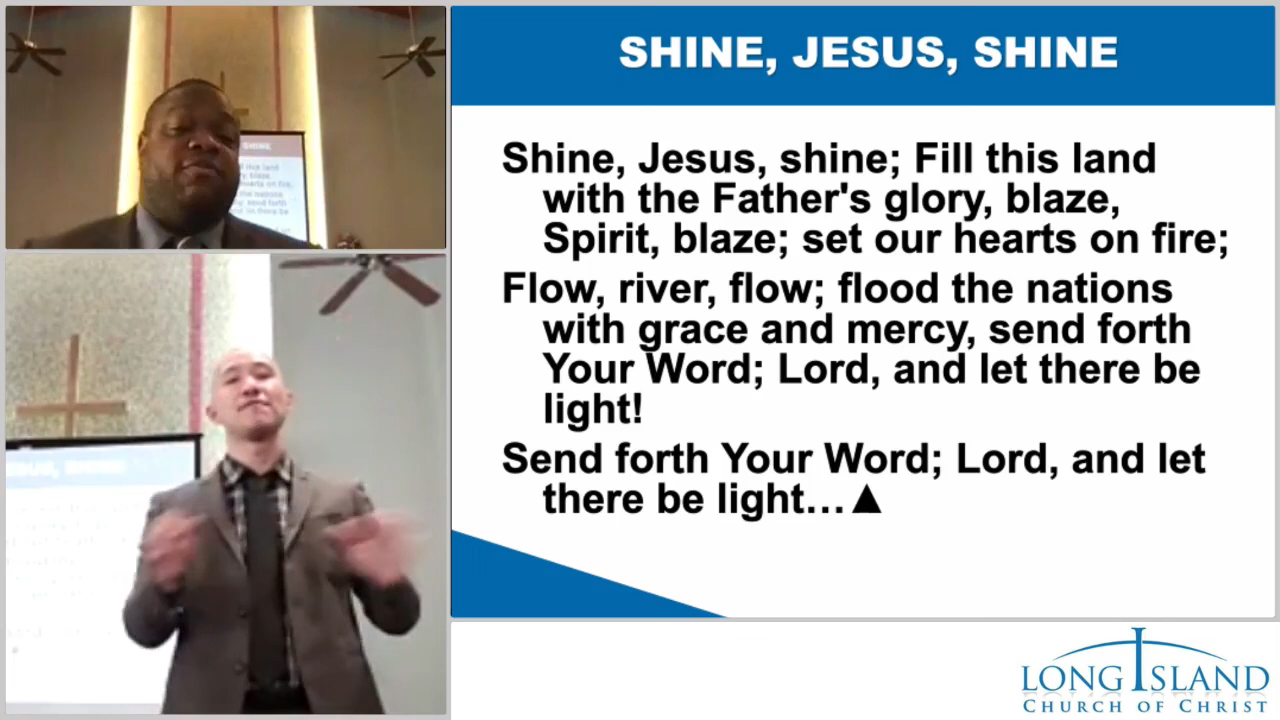 SHINE, JESUS, SHINE
Shine, Jesus, shine; Fill this land
with the Father's glory, blaze,
Spirit, blaze; set our hearts on fire;
Flow, river, flow; flood the nations
with grace and mercy, send forth
Your Word; Lord, and let there be
light!
Send forth Your Word; Lord, and let
there be light...▲
LONG ISLAND
CHURCH OF CHRIST